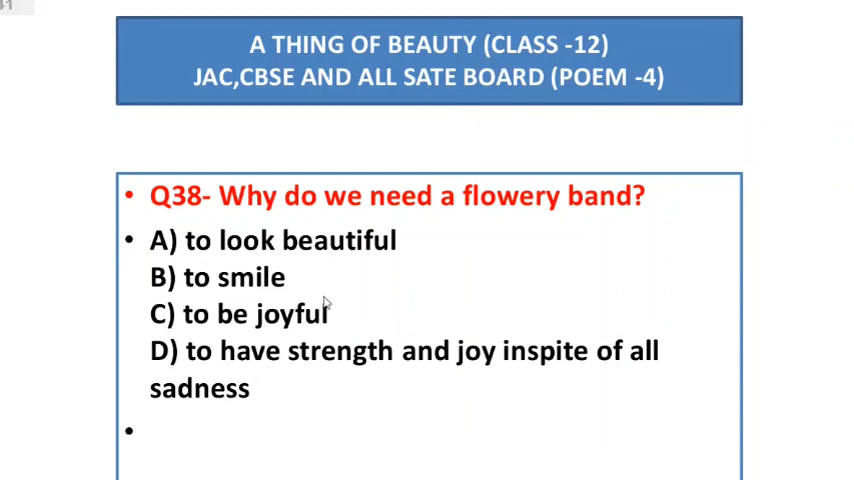 A THING OF BEAUTY (CLASS -12)
JAC,CBSE AND ALL SATE BOARD (POEM -4)
• Q38- Why do we need a flowery band?
• A) to look beautiful
B) to smile
C) to be joyful
D) to have strength and joy inspite of all
sadness
•